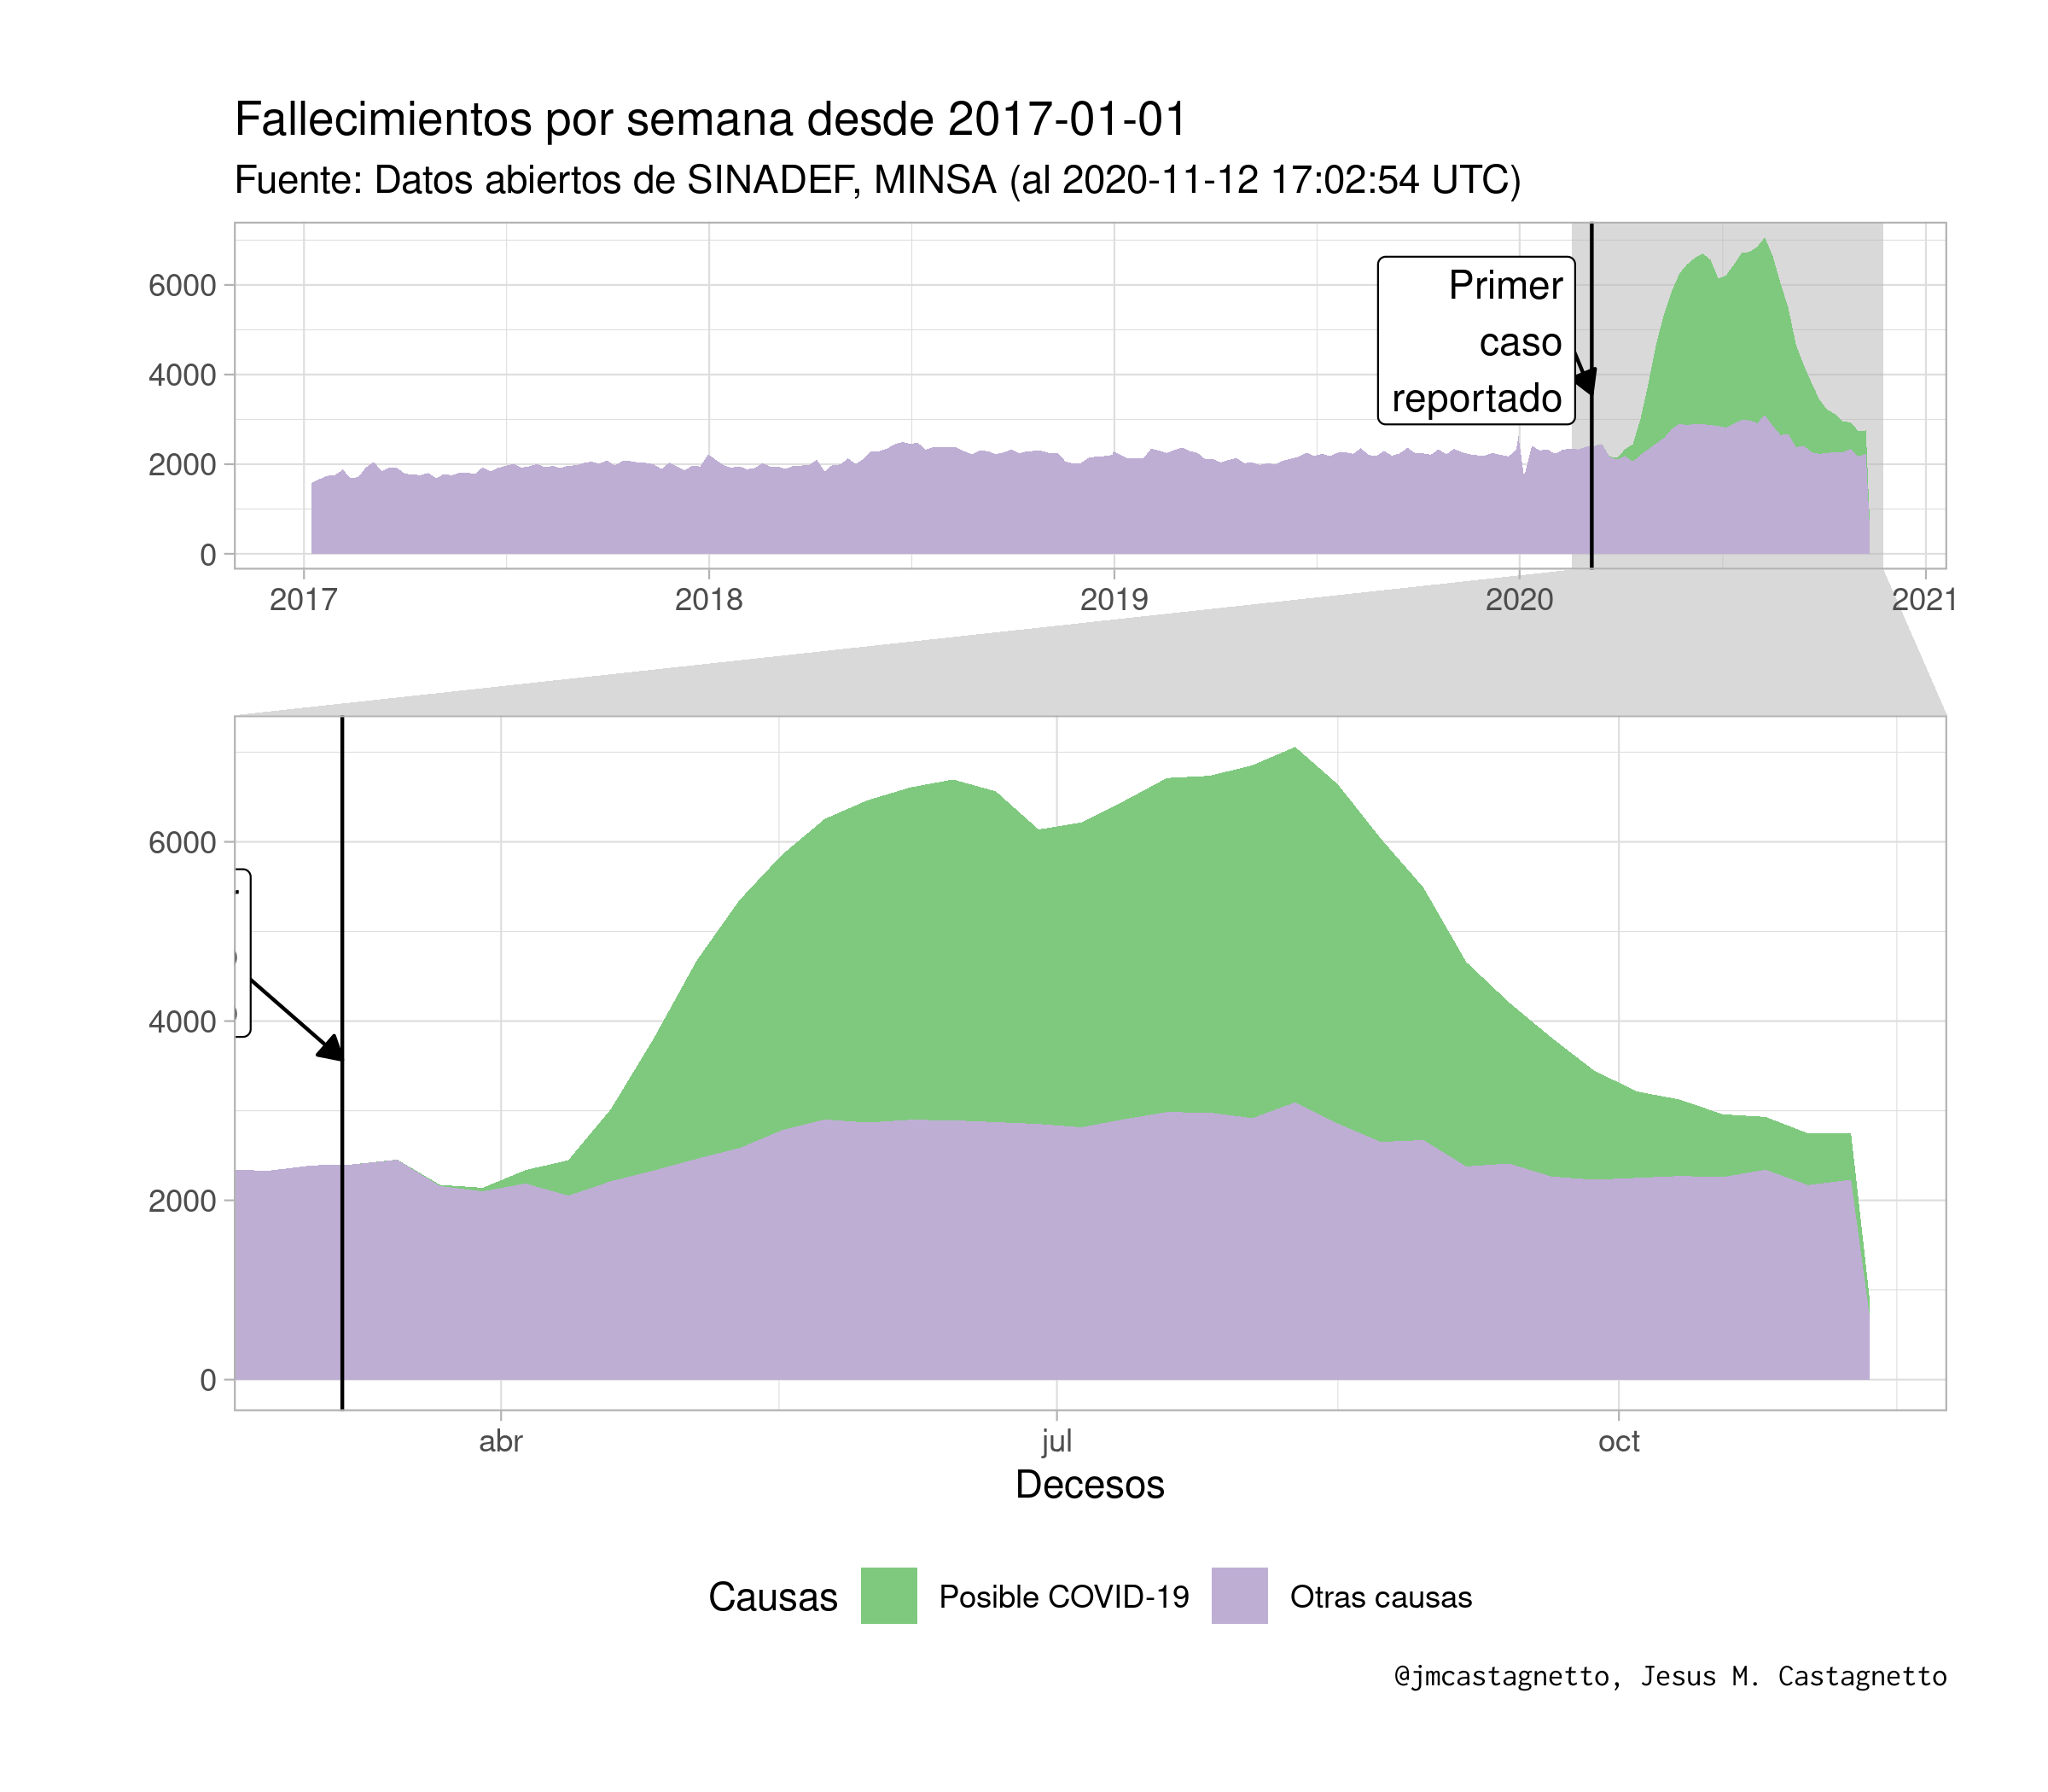 Fallecimientos por semana desde 2017-01-01
Fuente: Datos abiertos de SINADEF, MINSA (al 2020-11-12 17:02:54 UTC)
6000
4000
2000
0
Primer
caso
reportado
2017
2018
2019
2020
2021
6000
4000
2000
0
abr
jul
oct
Decesos
Causas
Posible COVID-19
Otras causas
@jmcastagnetto, Jesus M. Castagnetto